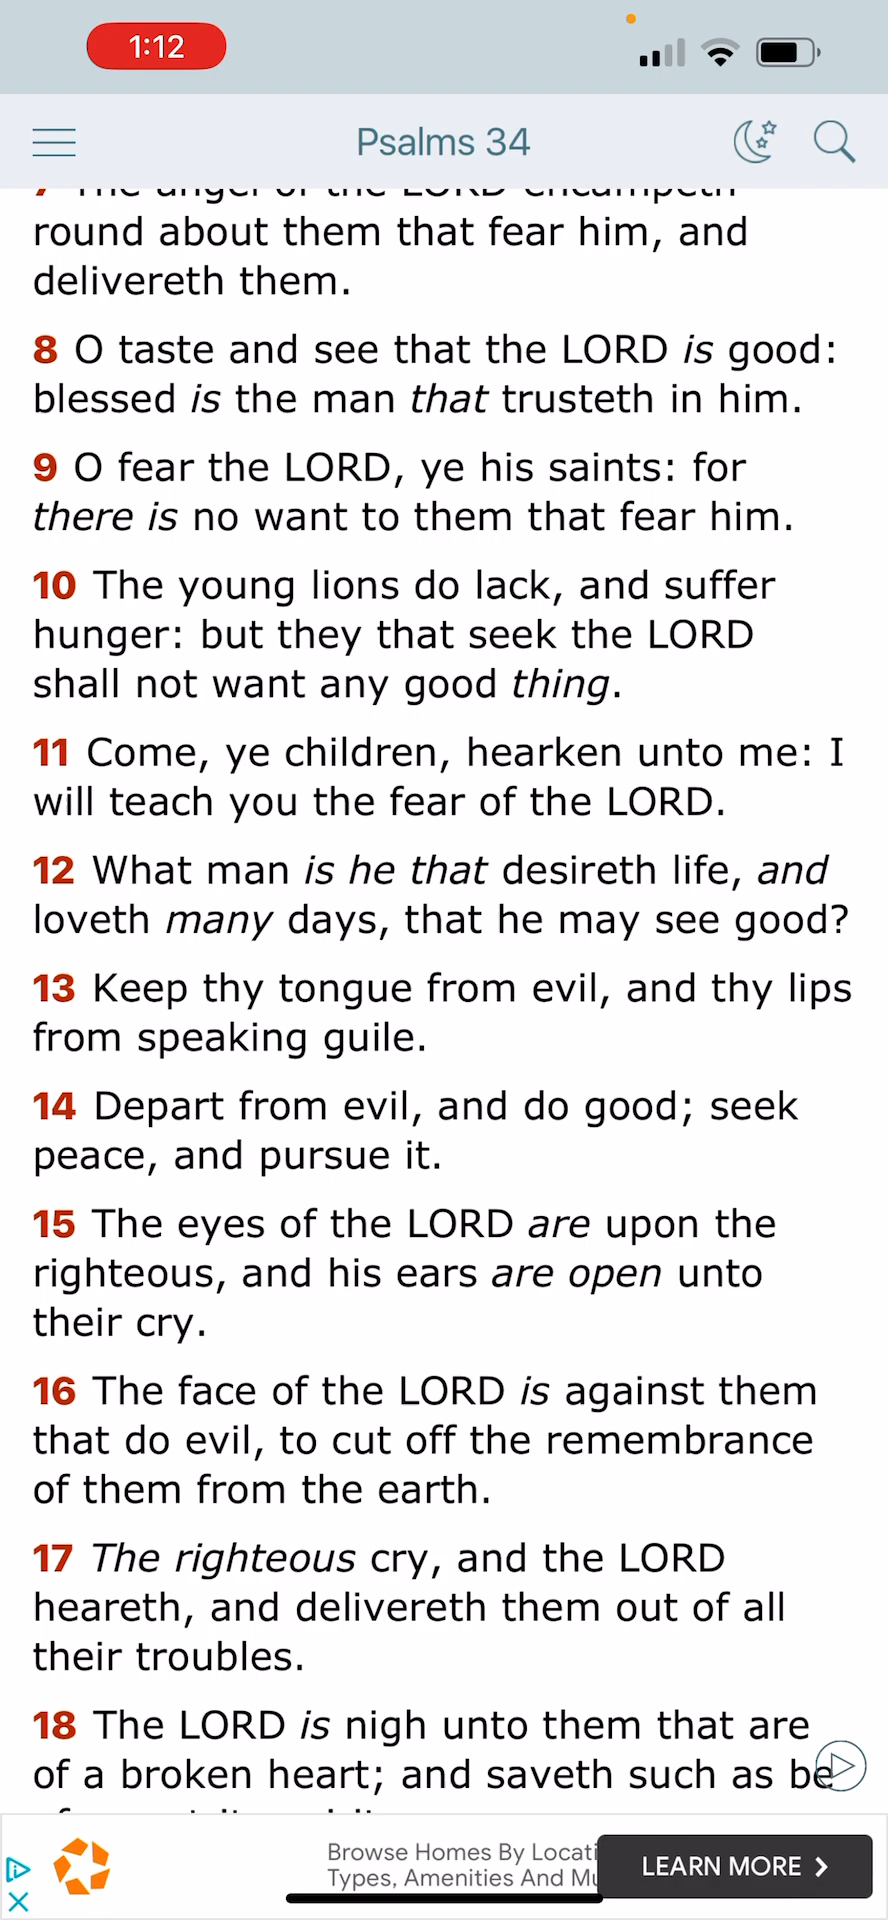 1:12
Psalms 34
7 The angel of the LORD encampeth
round about them that fear him, and
delivereth them.
8 O taste and see that the LORD is good:
blessed is the man that trusteth in him.
9 O fear the LORD, ye his saints: for
there is no want to them that fear him.
10 The young lions do lack, and suffer
hunger: but they that seek the LORD
shall not want any good thing.
11 Come, ye children, hearken unto me: I
will teach you the fear of the LORD.
12 What man is he that desireth life, and
loveth many days, that he may see good?
13 Keep thy tongue from evil, and thy lips
from speaking guile.
14 Depart from evil, and do good; seek
peace, and pursue it.
15 The eyes of the LORD are upon the
righteous, and his ears are open unto
their cry.
16 The face of the LORD is against them
that do evil, to cut off the remembrance
of them from the earth.
17 The righteous cry, and the LORD
heareth, and delivereth them out of all
their troubles.
18 The LORD is nigh unto them that are
of a broken heart; and saveth such as be
Browse Homes By Locati
Types, Amenities And Mu
LEARN MORE